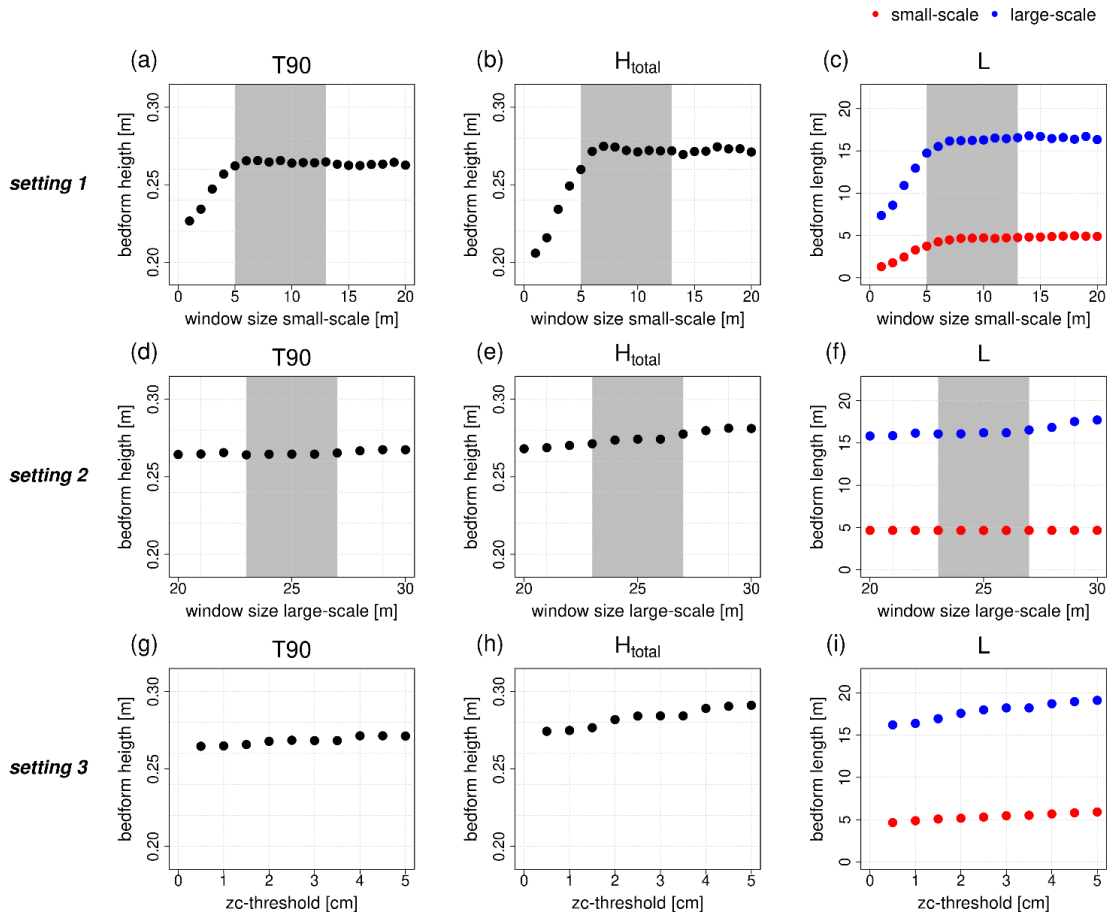 small-scale large-scale
(a) T90
(b) Htotal
(c) L
setting 1
bedform heigth [m]
0.20 0.25 0.30
0 5 10 15 20
window size small-scale [m]
bedform heigth [m]
0.20 0.25 0.30
0 5 10 15 20
window size small-scale [m]
bedform length [m]
0 5 10 15 20
0 5 10 15 20
window size small-scale [m]
(d) T90
(e) Htotal
(f) L
setting 2
bedform heigth [m]
0.20 0.25 0.30
20 25 30
window size large-scale [m]
bedform heigth [m]
0.20 0.25 0.30
20 25 30
window size large-scale [m]
bedform length [m]
0 5 10 15 20
20 25 30
window size large-scale [m]
(g) T90
(h) Htotal
(i) L
setting 3
bedform heigth [m]
0.20 0.25 0.30
0 1 2 3 4 5
zc-threshold [cm]
bedform heigth [m]
0.20 0.25 0.30
0 1 2 3 4 5
zc-threshold [cm]
bedform length [m]
0 5 10 15 20
0 1 2 3 4 5
zc-threshold [cm]